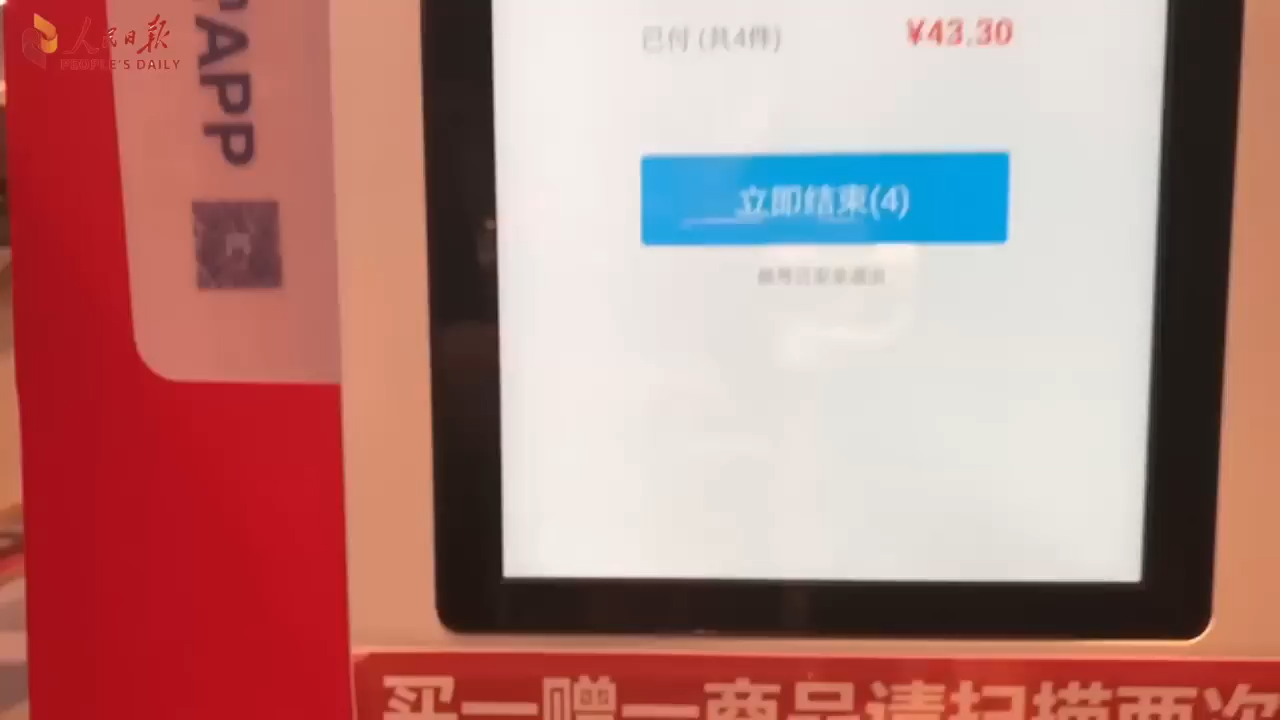 人民日报
PEOPLE'S DAILY
APP
已付 (共4件) ¥43.30
立即结束(4)
买一赠一商品请扫描两次